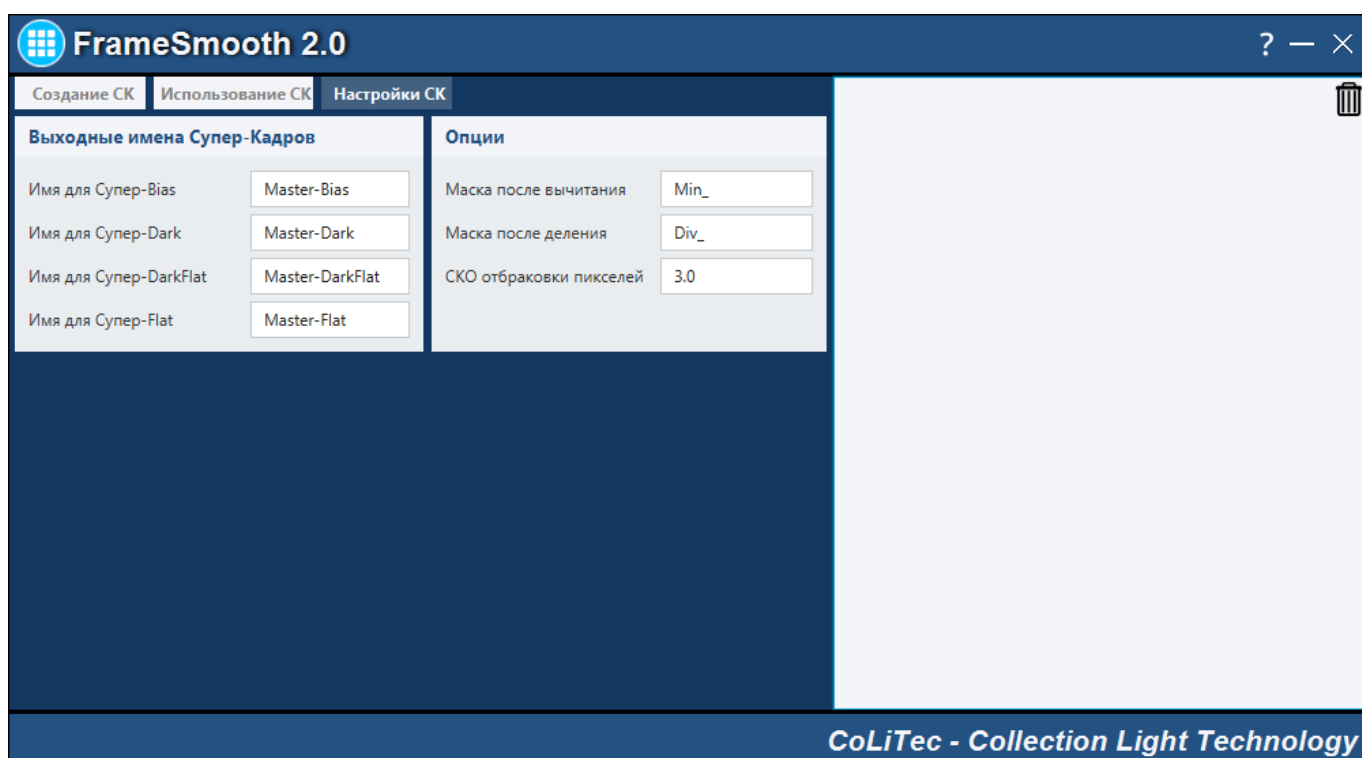 FrameSmooth 2.0
? — ×
Создание СК Использование СК Настройки СК
Выходные имена Супер-Кадров
Имя для Супер-Bias Master-Bias
Имя для Супер-Dark Master-Dark
Имя для Супер-DarkFlat Master-DarkFlat
Имя для Супер-Flat Master-Flat
Опции
Маска после вычитания Min_
Маска после деления Div_
СКО отбраковки пикселей 3.0
CoLiTec - Collection Light Technology